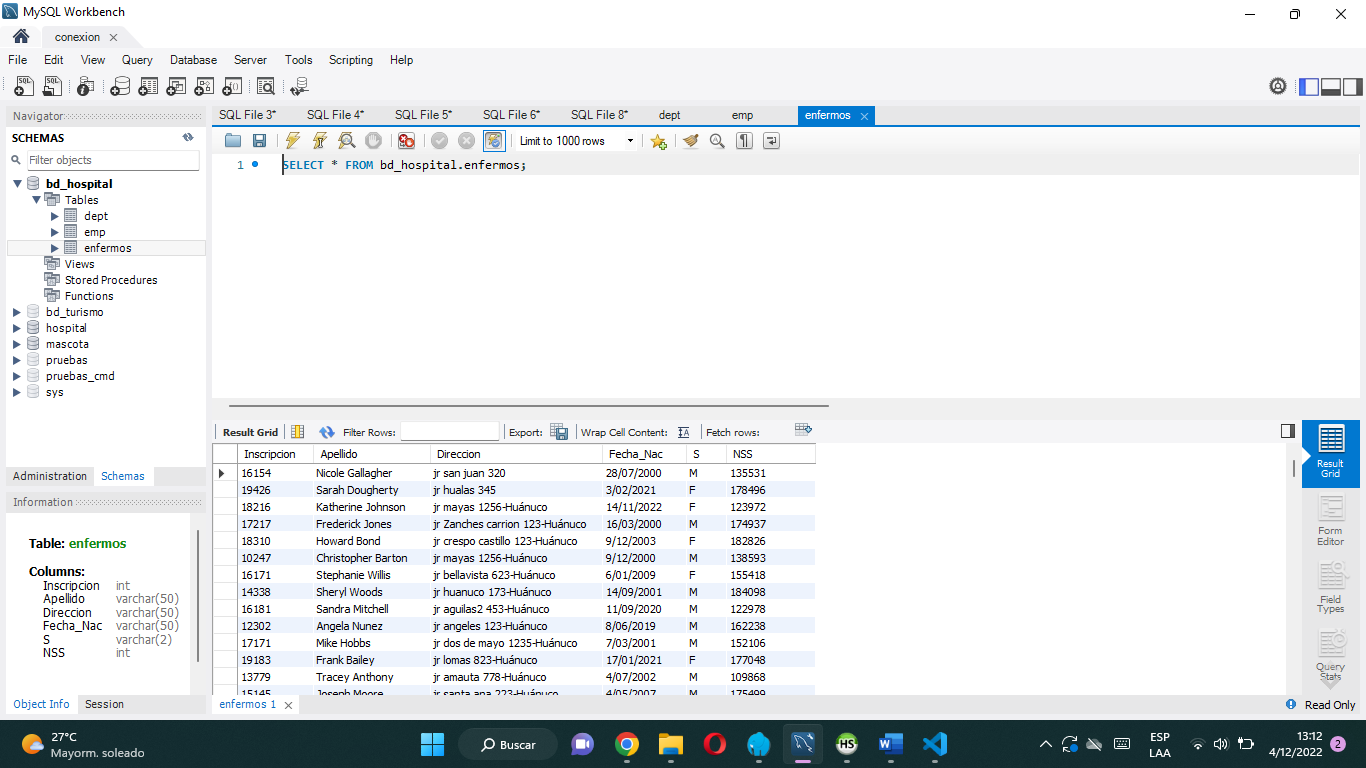 MySQL Workbench
conexion
File Edit View Query Database Server Tools Scripting Help
Navigator
SCHEMAS
Filter objects
bd_hospital
Tables
dept
emp
enfermos
Views
Stored Procedures
Functions
bd_turismo
hospital
mascota
pruebas
pruebas_cmd
sys
Administration Schemas
Information
Table: enfermos
Columns:
Inscripcion int
Apellido varchar(50)
Direccion varchar(50)
Fecha_Nac varchar(50)
S varchar(2)
NSS int
Object Info Session
SQL File 3* SQL File 4* SQL File 5* SQL File 6* SQL File 8* dept emp enfermos
Limit to 1000 rows
1 SELECT * FROM bd_hospital.enfermos;
Result Grid Filter Rows: Export: Wrap Cell Content: Fetch rows:
Inscripcion Apellido Direccion Fecha_Nac S NSS
16154 Nicole Gallagher jr san juan 320 28/07/2000 M 135531
19426 Sarah Dougherty jr hualas 345 3/02/2021 F 178496
18216 Katherine Johnson jr mayas 1256-Huánuco 14/11/2022 F 123972
17217 Frederick Jones jr Zanches carrion 123-Huánuco 16/03/2000 M 174937
18310 Howard Bond jr crespo castillo 123-Huánuco 9/12/2003 F 182826
10247 Christopher Barton jr mayas 1256-Huánuco 9/12/2000 M 138593
16171 Stephanie Willis jr bellavista 623-Huánuco 6/01/2009 F 155418
14338 Sheryl Woods jr huanuco 173-Huánuco 14/09/2001 M 184098
16181 Sandra Mitchell jr aguilas2 453-Huánuco 11/09/2020 M 122978
12302 Angela Nunez jr angeles 123-Huánuco 8/06/2019 M 162238
17171 Mike Hobbs jr dos de mayo 1235-Huánuco 7/03/2001 M 152106
19183 Frank Bailey jr lomas 823-Huánuco 17/01/2021 F 177048
13779 Tracey Anthony jr amauta 778-Huánuco 4/07/2002 M 109868
15145 Joseph Moore jr santa ana 223-Huánuco 4/05/2007 M 175499
Result
Grid
Form
Editor
Field
Types
Query
Stats
enfermos 1
Read Only
27°C
Mayorm. soleado
Buscar
HS
ESP
LAA
13:12
4/12/2022
2